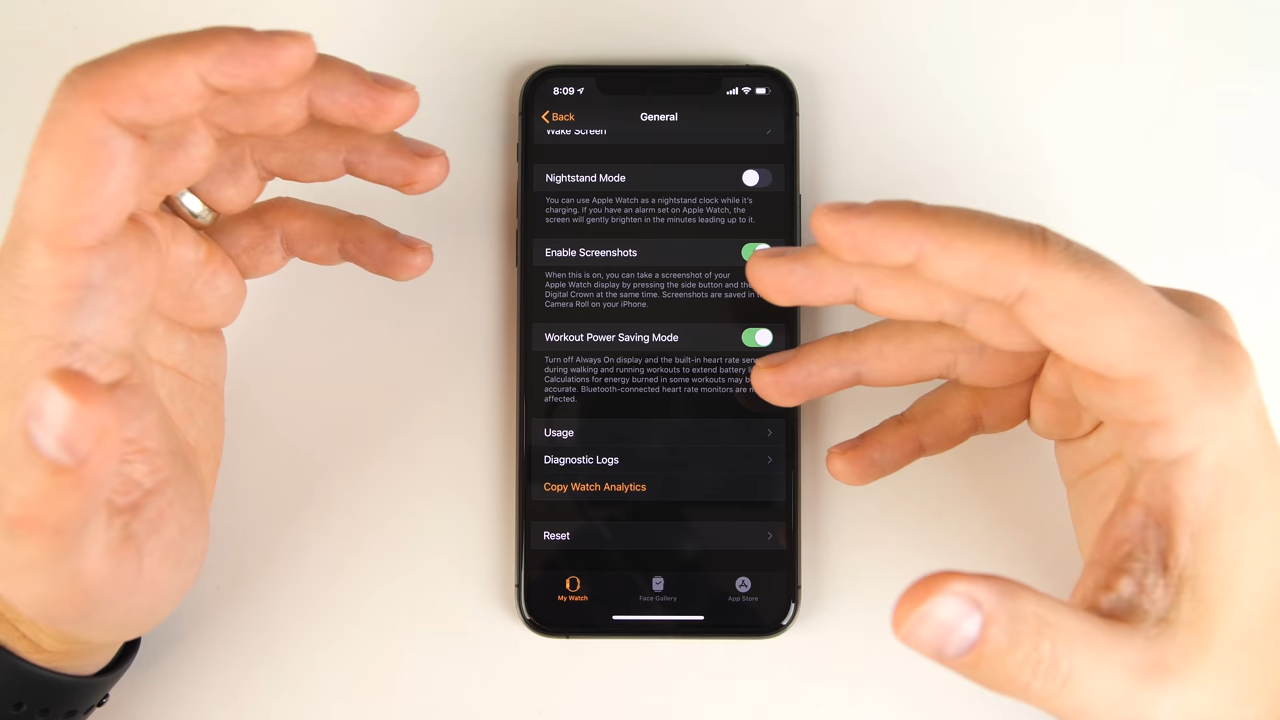 8:09
Back
General
Wake Screen
Nightstand Mode
You can use Apple Watch as a nightstand clock while it's
charging. If you have an alarm set on Apple Watch, the
screen will gently brighten in the minutes leading up to it.
Enable Screenshots
When this is on, you can take a screenshot of your
Apple Watch display by pressing the side button and the
Digital Crown at the same time. Screenshots are saved in
Camera Roll on your iPhone.
Workout Power Saving Mode
Turn off Always On display and the built-in heart rate
during walking and running workouts to extend battery
Calculations for energy burned in some workouts may
accurate. Bluetooth-connected heart rate monitors are
affected.
Usage
Diagnostic Logs
Copy Watch Analytics
Reset
My Watch
Face Gallery
App Store